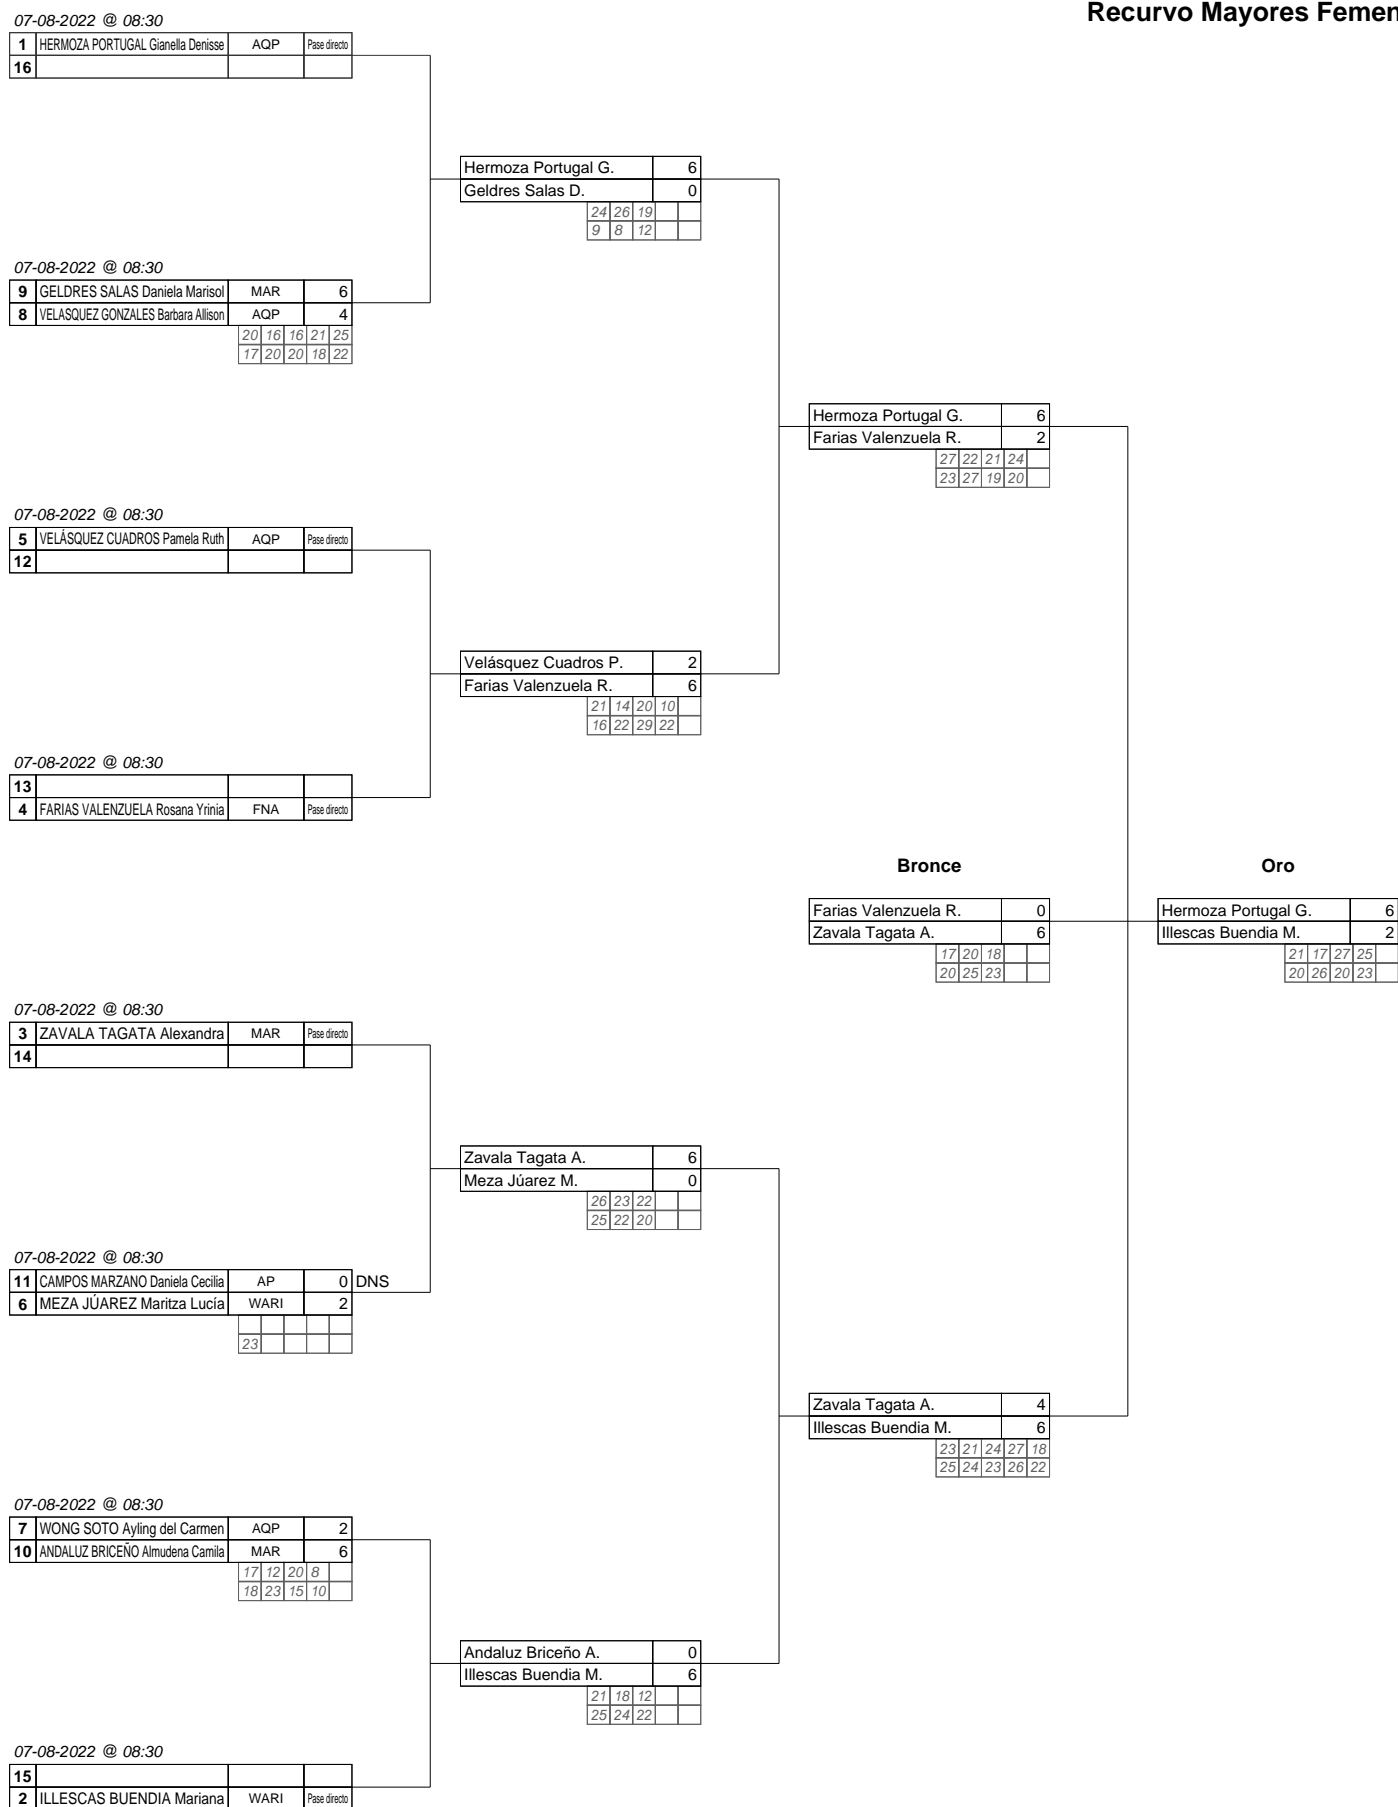 Recurvo Mayores Femen
07-08-2022 @ 08:30
1 HERMOZA PORTUGAL Gianella Denisse AQP Pase directo
16
Hermoza Portugal G. 6
Geldres Salas D. 0
24 26 19
9 8 12
07-08-2022 @ 08:30
9 GELDRES SALAS Daniela Marisol MAR 6
8 VELASQUEZ GONZALES Barbara Allison AQP 4
20 16 16 21 25
17 20 20 18 22
Hermoza Portugal G. 6
Farias Valenzuela R. 2
27 22 21 24
23 27 19 20
07-08-2022 @ 08:30
5 VELÁSQUEZ CUADROS Pamela Ruth AQP Pase directo
12
Velásquez Cuadros P. 2
Farias Valenzuela R. 6
21 14 20 10
16 22 29 22
07-08-2022 @ 08:30
13
4 FARIAS VALENZUELA Rosana Yrinia FNA Pase directo
Bronce Oro
Farias Valenzuela R. 0 Hermoza Portugal G. 6
Zavala Tagata A. 6 Illescas Buendia M. 2
17 20 18 21 17 27 25
20 25 23 20 26 20 23
07-08-2022 @ 08:30
3 ZAVALA TAGATA Alexandra MAR Pase directo
14
Zavala Tagata A. 6
Meza Júarez M. 0
26 23 22
25 22 20
07-08-2022 @ 08:30
11 CAMPOS MARZANO Daniela Cecilia AP 0 DNS
6 MEZA JÚAREZ Maritza Lucía WARI 2
23
Zavala Tagata A. 4
Illescas Buendia M. 6
23 21 24 27 18
25 24 23 26 22
07-08-2022 @ 08:30
7 WONG SOTO Ayling del Carmen AQP 2
10 ANDALUZ BRICEÑO Almudena Camila MAR 6
17 12 20 8
18 23 15 10
Andaluz Briceño A. 0
Illescas Buendia M. 6
21 18 12
25 24 22
07-08-2022 @ 08:30
15
2 ILLESCAS BUENDIA Mariana WARI Pase directo